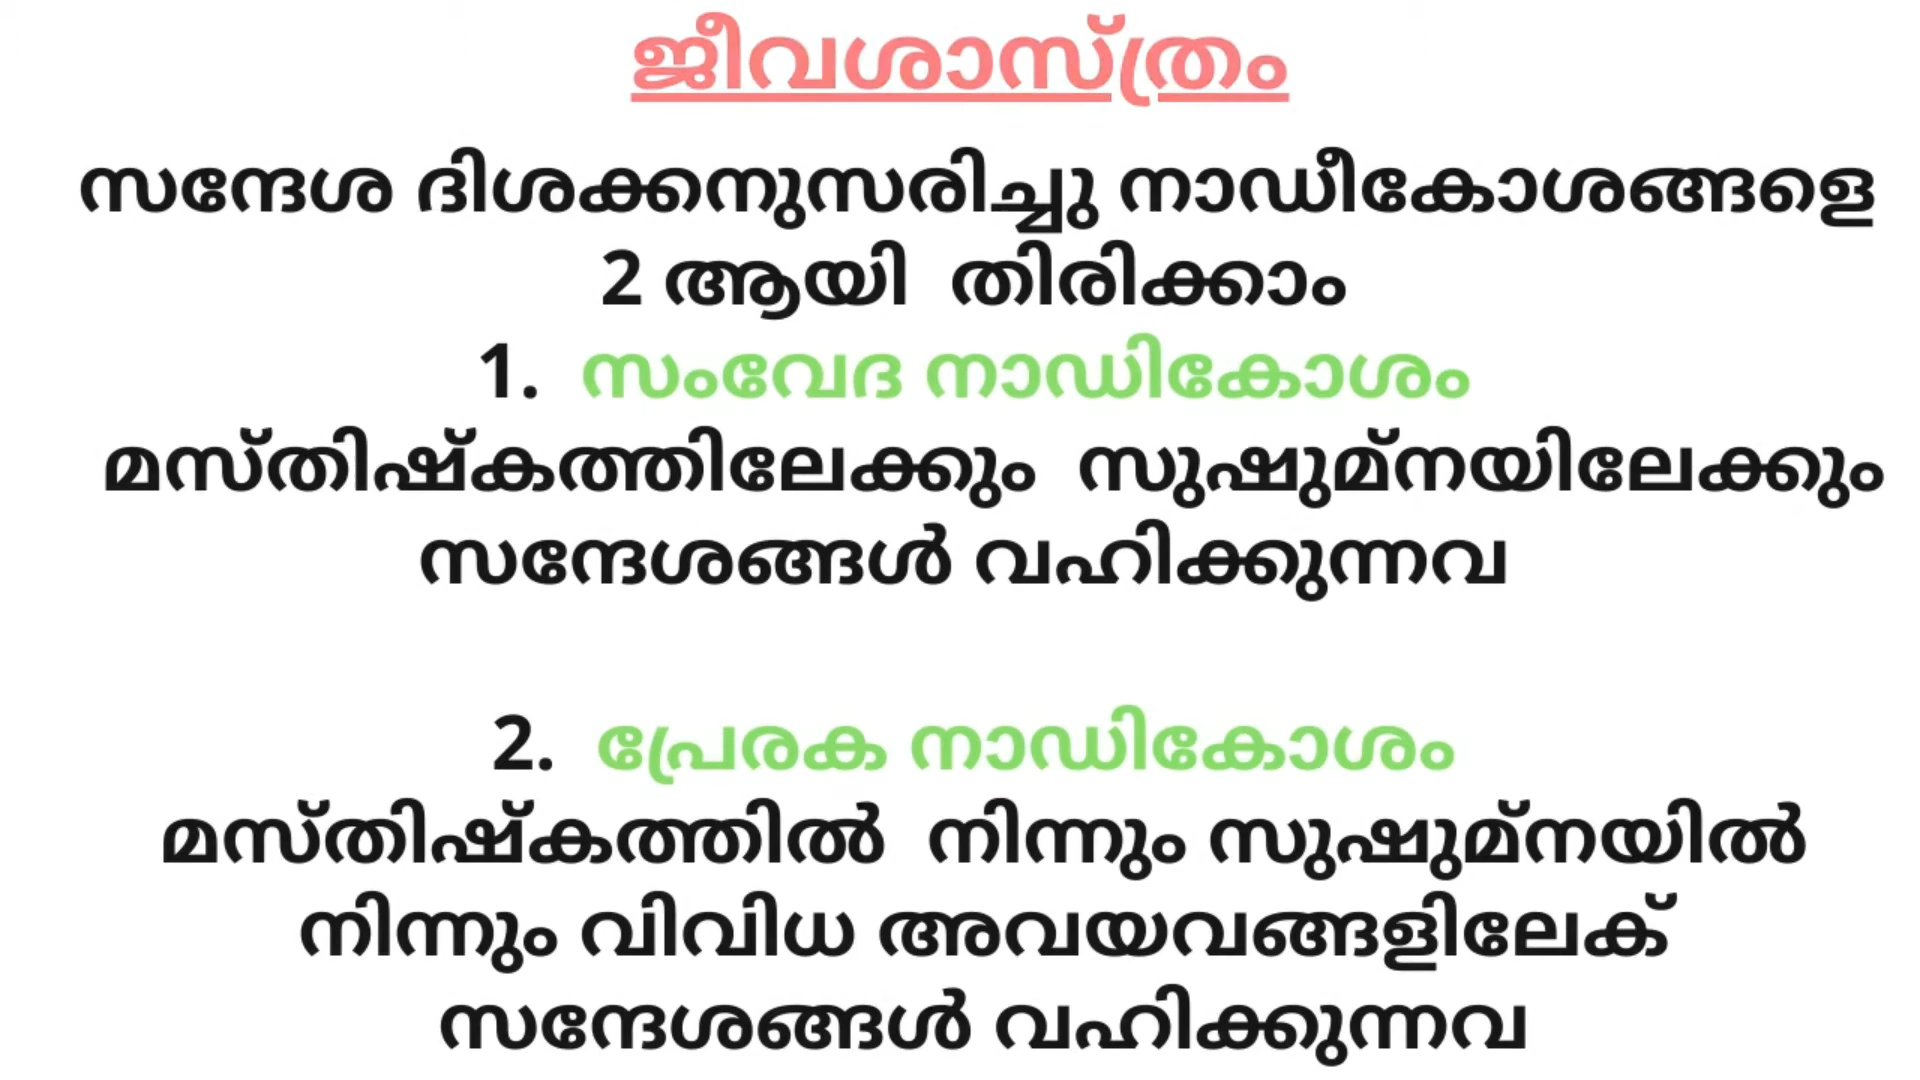 ജീവശാസ്ത്രം
സന്ദേശ ദിശക്കനുസരിച്ചു നാഡീകോശങ്ങളെ
2 ആയി തിരിക്കാം
1. സംവേദ നാഡികോശം
മസ്തിഷ്കത്തിലേക്കും സുഷുമ്നയിലേക്കും
സന്ദേശങ്ങൾ വഹിക്കുന്നവ
2. പ്രേരക നാഡികോശം
മസ്തിഷ്കത്തിൽ നിന്നും സുഷുമ്നയിൽ
നിന്നും വിവിധ അവയവങ്ങളിലേക്
സന്ദേശങ്ങൾ വഹിക്കുന്നവ